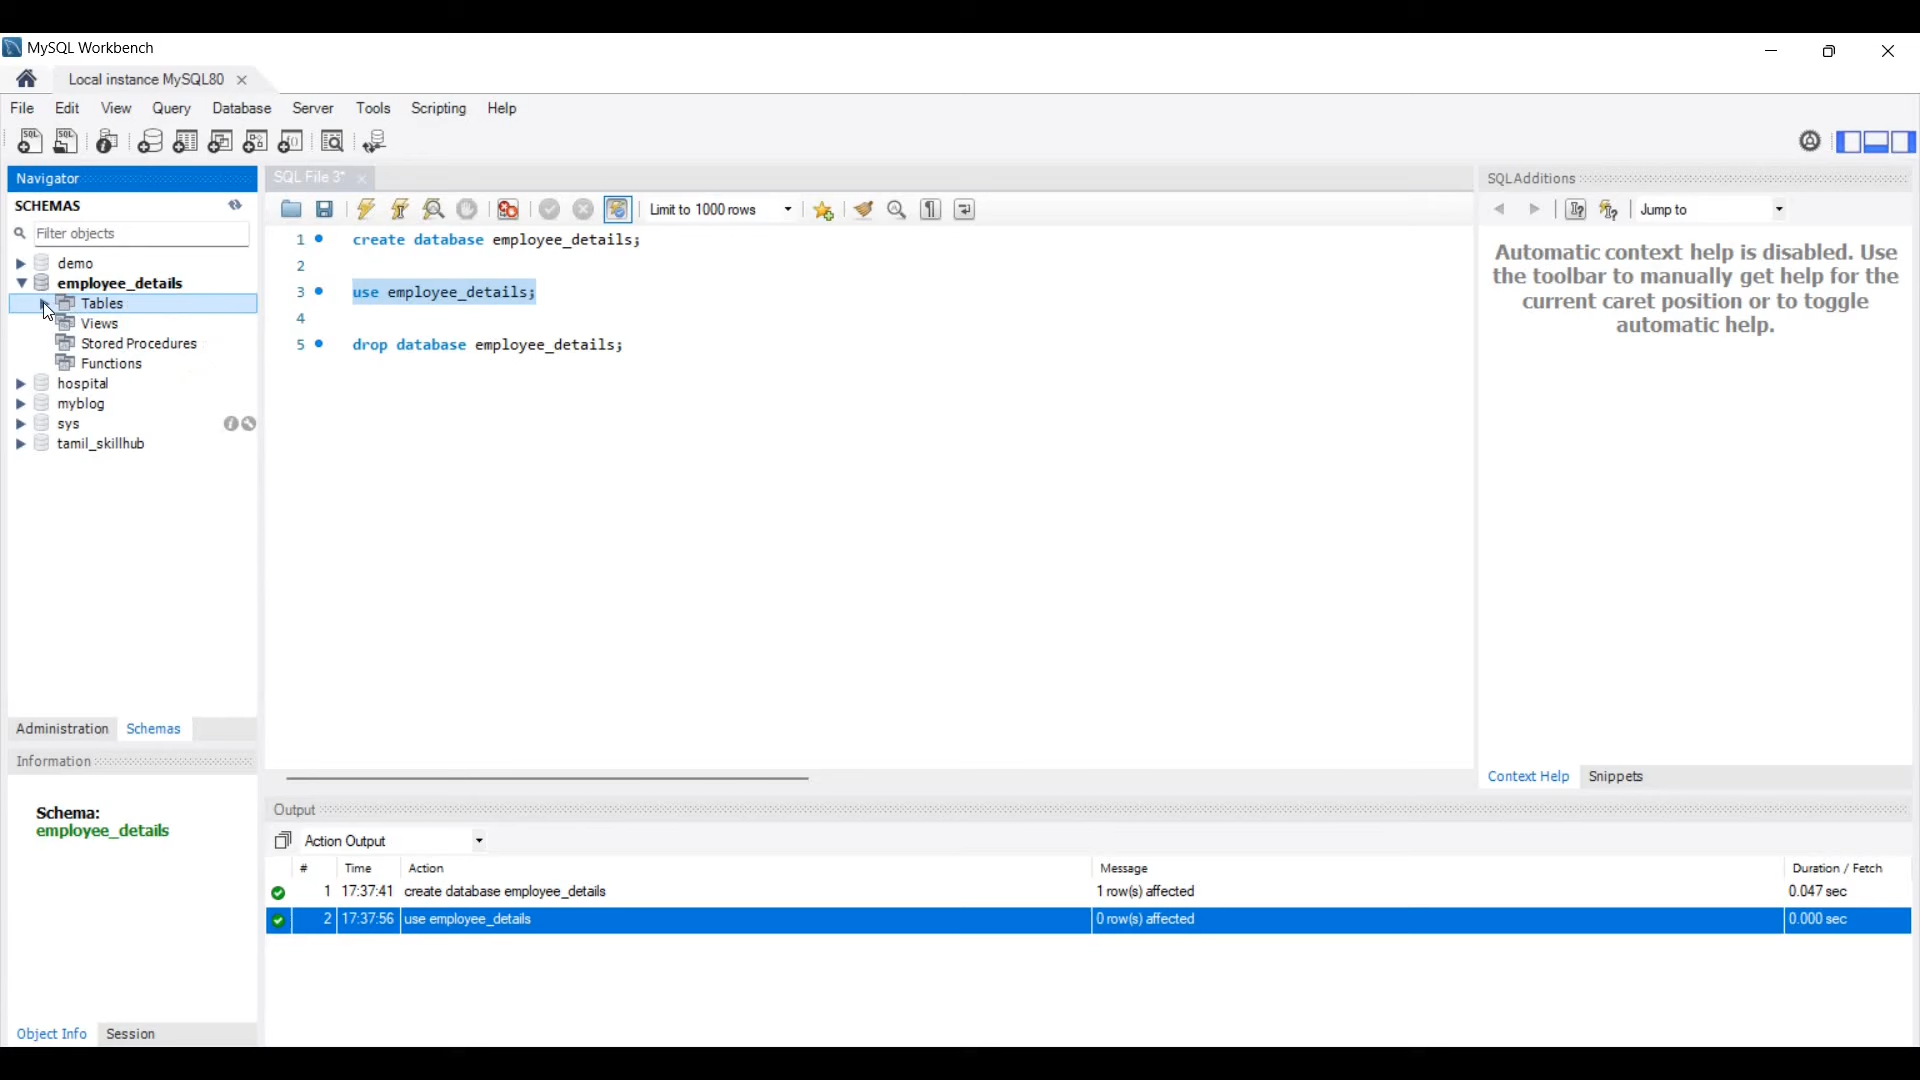 MySQL Workbench
Local instance MySQL80
File Edit View Query Database Server Tools Scripting Help
Navigator
SCHEMAS
Filter objects
demo
employee_details
Tables
Views
Stored Procedures
Functions
hospital
myblog
sys
tamil_skillhub
Administration Schemas
Information
Schema:
employee_details
Object Info Session
SQL File 3*
Limit to 1000 rows
1 create database employee_details;
2
3 use employee_details;
4
5 drop database employee_details;
SQLAdditions
Jump to
Automatic context help is disabled. Use
the toolbar to manually get help for the
current caret position or to toggle
automatic help.
Context Help Snippets
Output
Action Output
# Time Action Message Duration / Fetch
1 17:37:41 create database employee_details 1 row(s) affected 0.047 sec
2 17:37:56 use employee_details 0 row(s) affected 0.000 sec